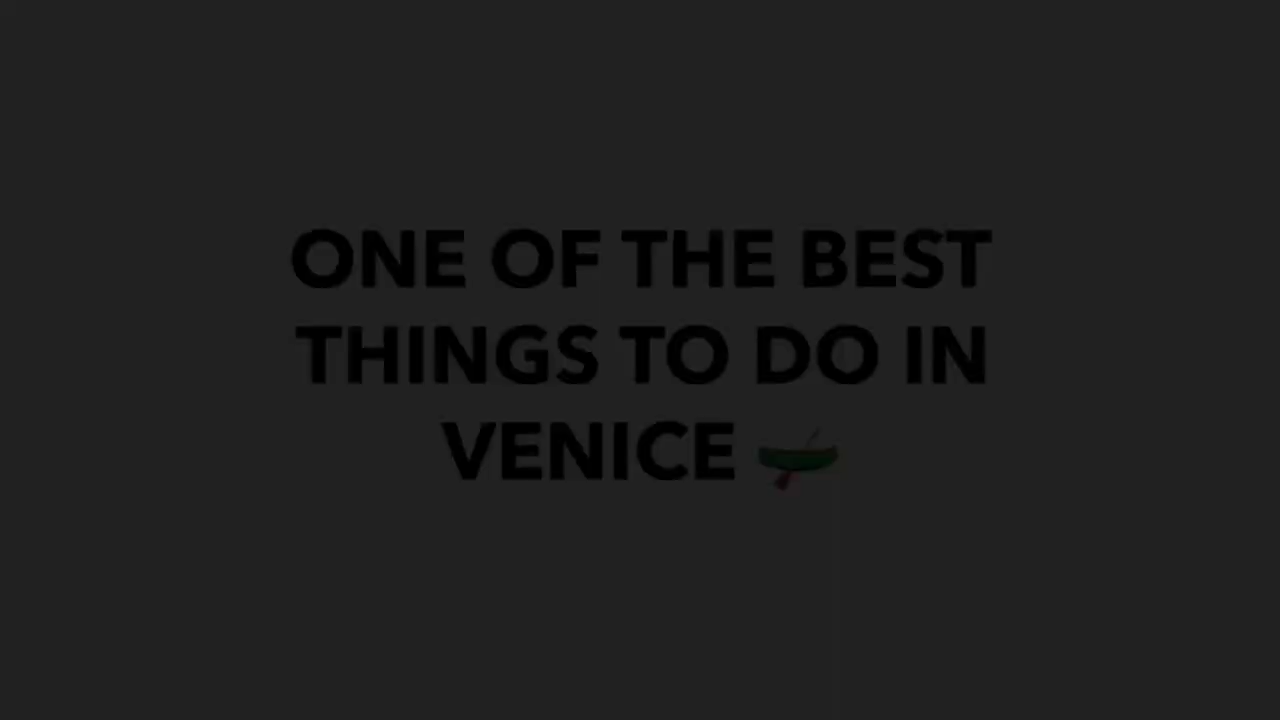 ONE OF THE BEST
THINGS TO DO IN
VENICE 🛶